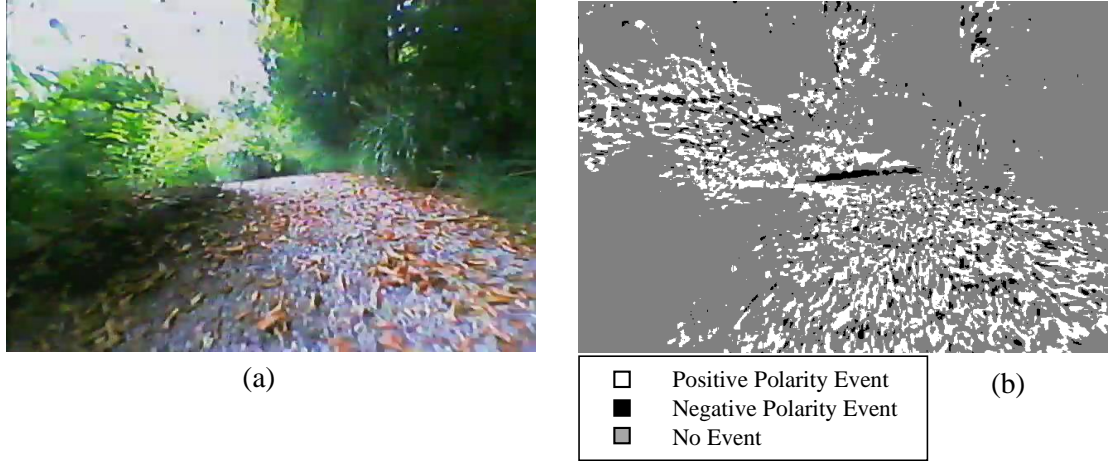 (a)
(b)
Positive Polarity Event
Negative Polarity Event
No Event